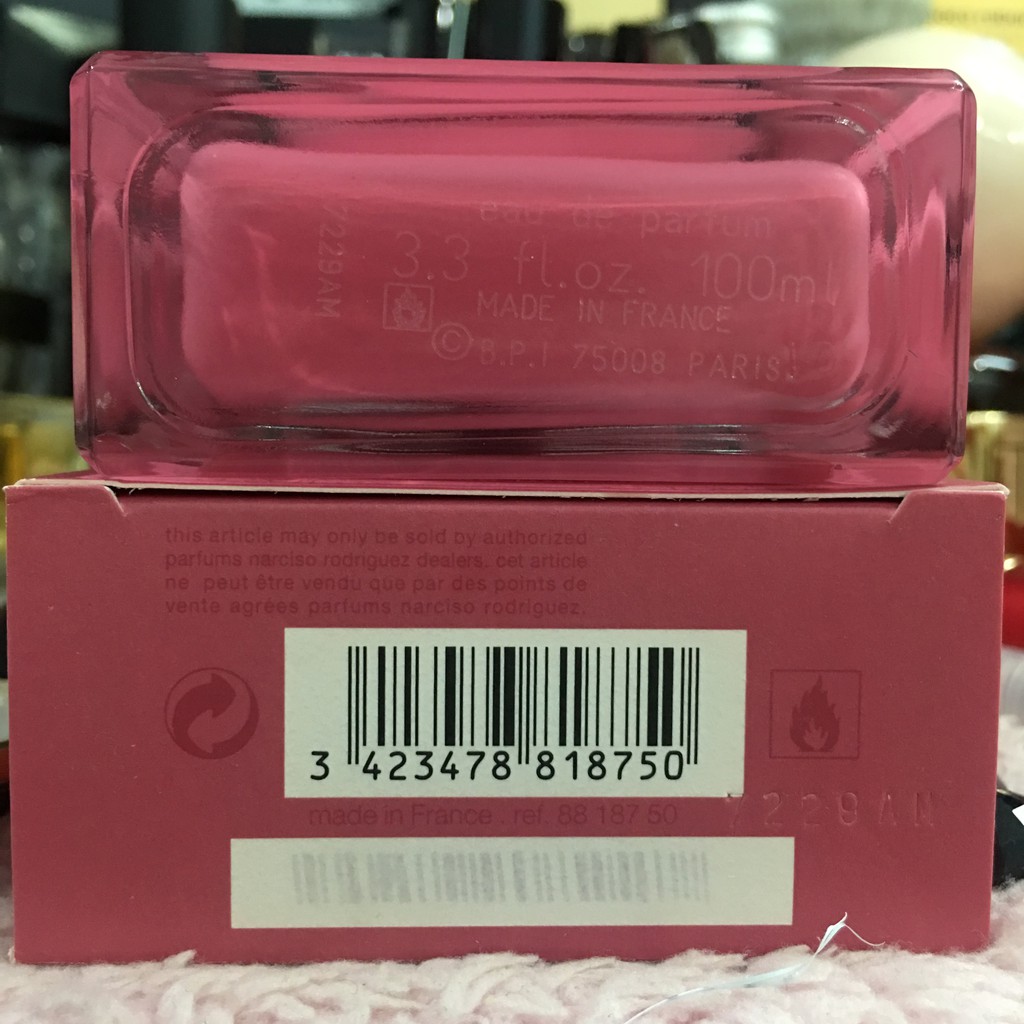 eau de parfum
3.3 fl.oz. 100ml
MADE IN FRANCE
© B.P.I 75008 PARIS
7229AM
this article may only be sold by authorized
parfums narciso rodriguez dealers. cet article
ne peut être vendu que par des points de
vente agrées parfums narciso rodriguez.
3 423478 818750
made in France . ref. 88 187 50
7229AM